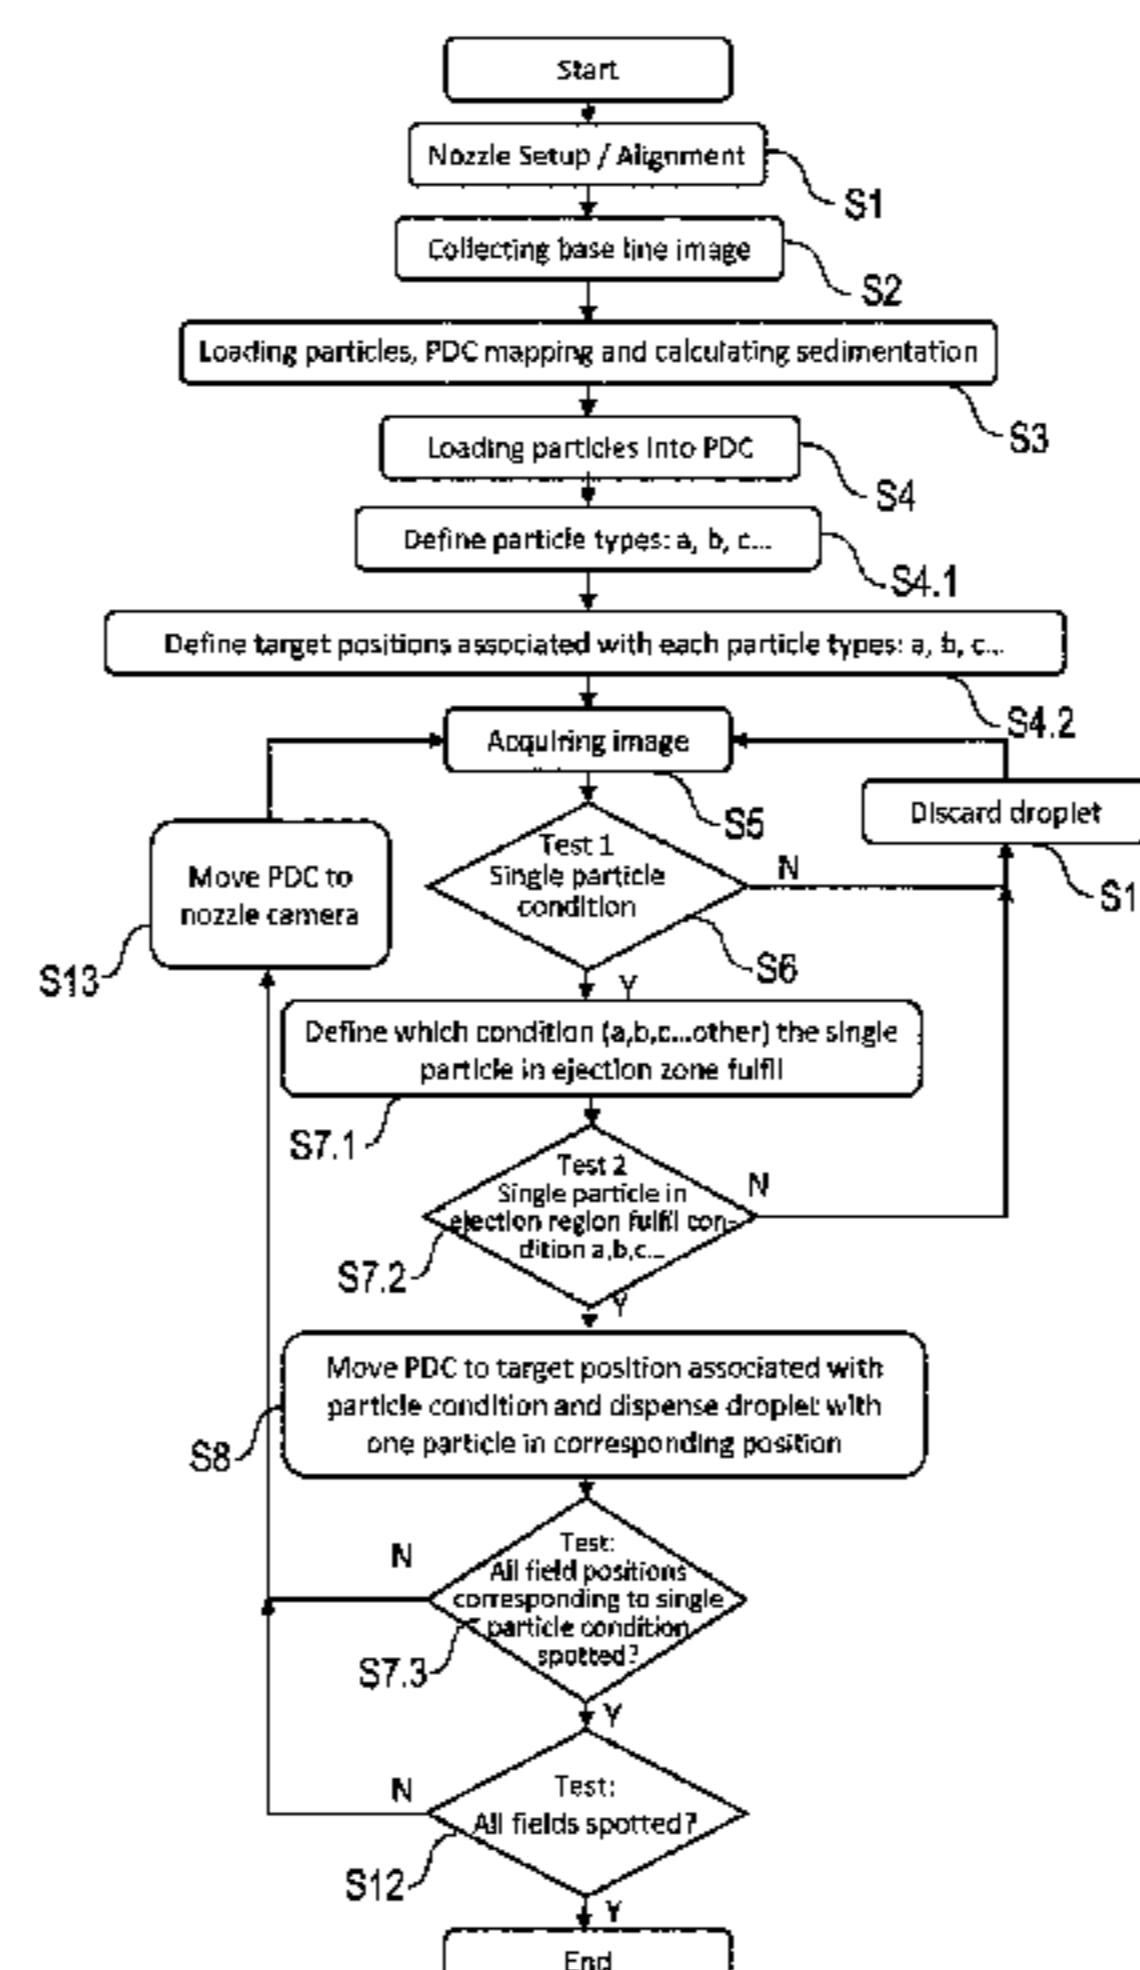 Start
Nozzle Setup / Alignment
S1
Collecting base line image
S2
Loading particles, PDC mapping and calculating sedimentation
S3
Loading particles into PDC
S4
Define particle types: a, b, c...
S4.1
Define target positions associated with each particle types: a, b, c...
S4.2
Acquiring image
S5
Discard droplet
S1
Test 1
Single particle
condition
N
S6
Y
Move PDC to
nozzle camera
S13
Define which condition (a,b,c...other) the single
particle in ejection zone fulfil
S7.1
Test 2
Single particle in
ejection region fulfil con-
dition a,b,c...
N
S7.2
Y
Move PDC to target position associated with
particle condition and dispense droplet with
one particle in corresponding position
S8
Test:
All field positions
corresponding to single
particle condition
spotted?
N
S7.3
Y
Test:
All fields spotted?
N
S12
Y
End